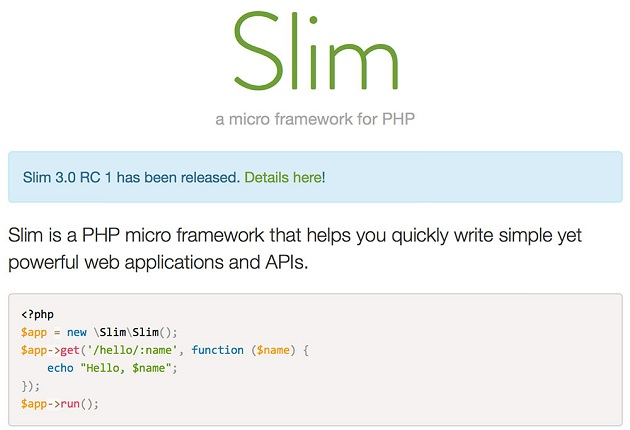 Slim
a micro framework for PHP
Slim 3.0 RC 1 has been released. Details here!
Slim is a PHP micro framework that helps you quickly write simple yet
powerful web applications and APIs.
<?php
$app = new \Slim\Slim();
$app->get('/hello/:name', function ($name) {
    echo "Hello, $name";
});
$app->run();